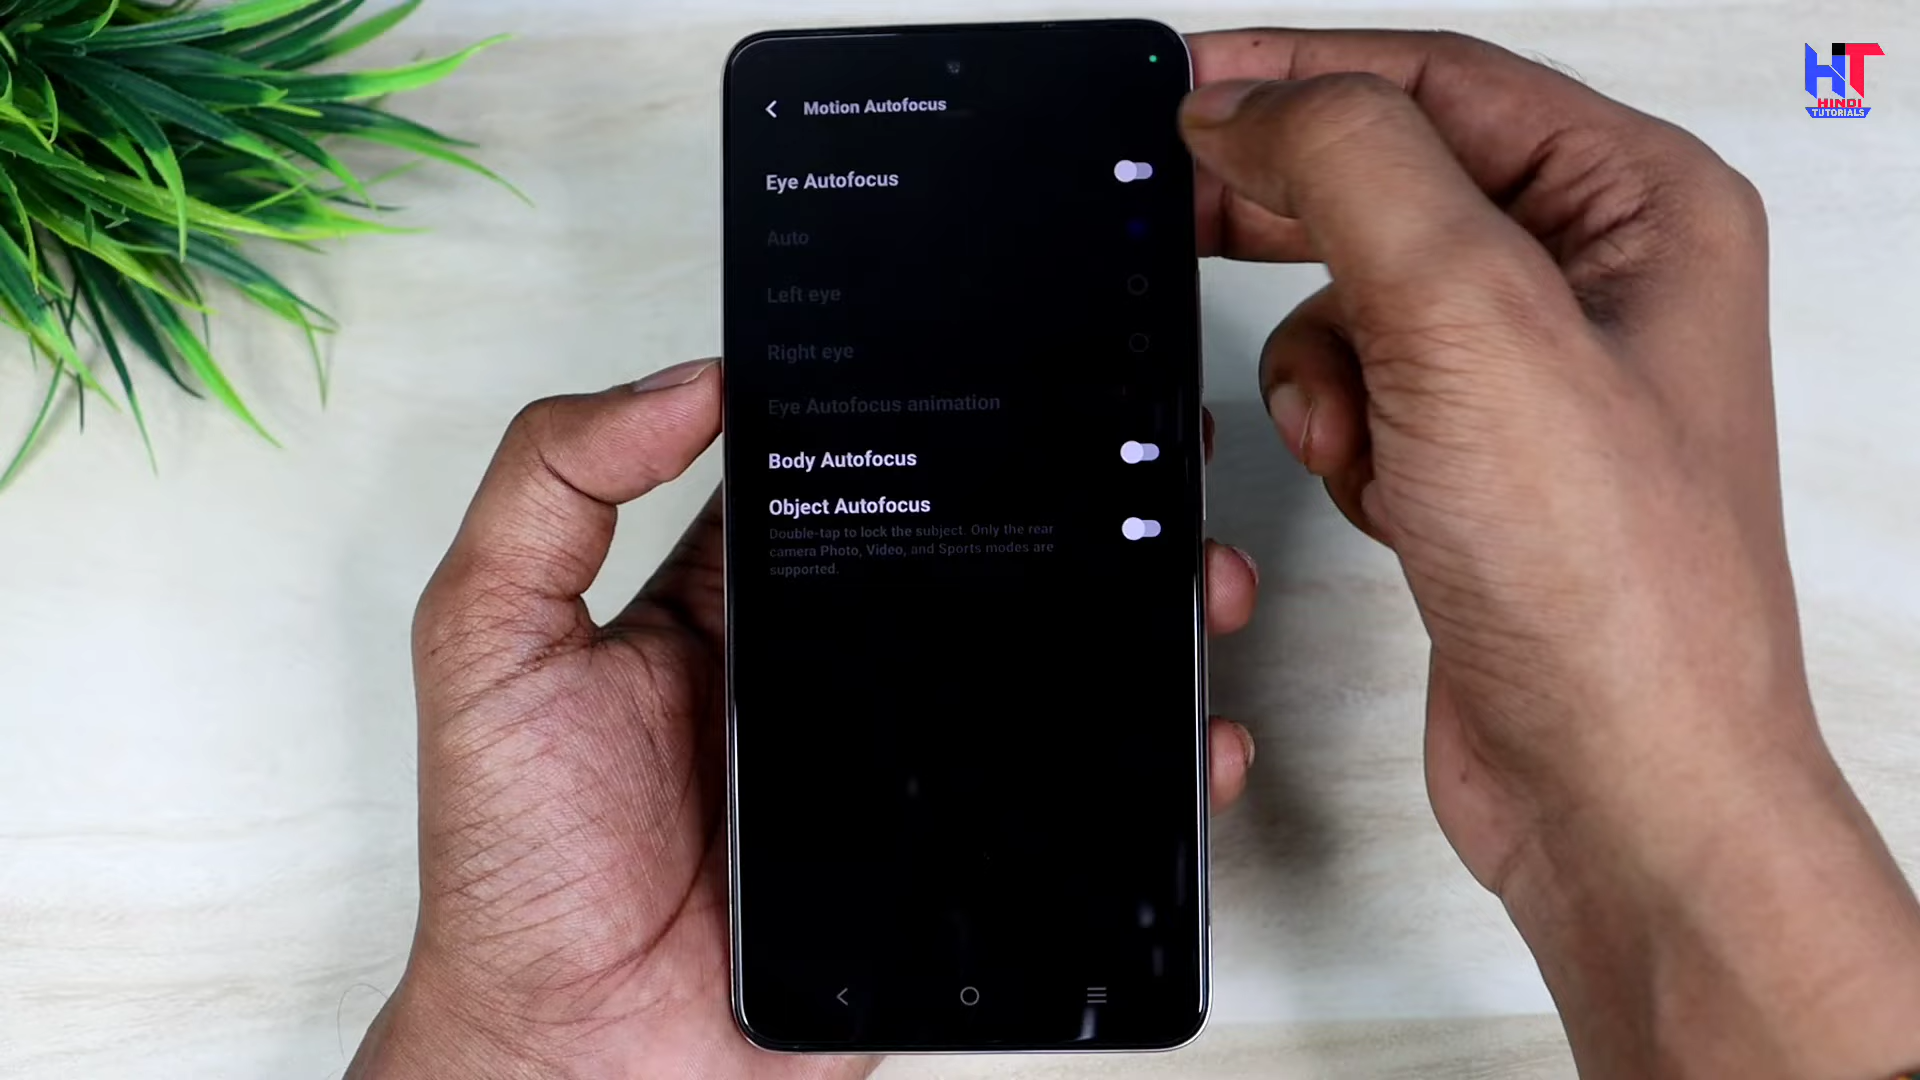 HT
HINDI
TUTORIALS
Motion Autofocus
Eye Autofocus
Auto
Left eye
Right eye
Eye Autofocus animation
Body Autofocus
Object Autofocus
Double-tap to lock the subject. Only the rear
camera Photo, Video, and Sports modes are
supported.